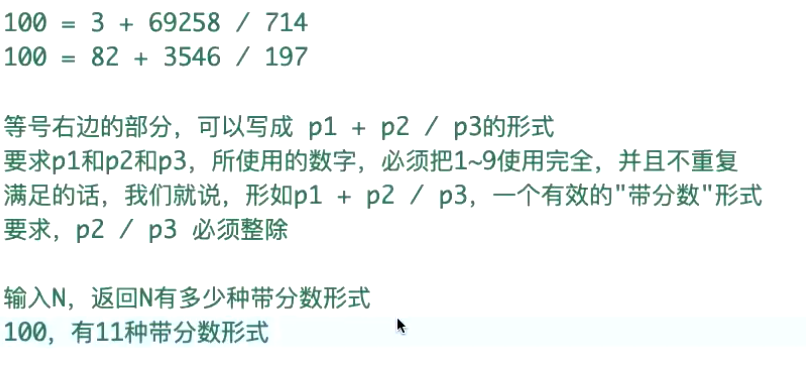 100 = 3 + 69258 / 714
100 = 82 + 3546 / 197
等号右边的部分，可以写成 p1 + p2 / p3的形式
要求p1和p2和p3，所使用的数字，必须把1~9使用完全，并且不重复
满足的话，我们就说，形如p1 + p2 / p3，一个有效的"带分数"形式
要求，p2 / p3 必须整除
输入N，返回N有多少种带分数形式
100，有11种带分数形式